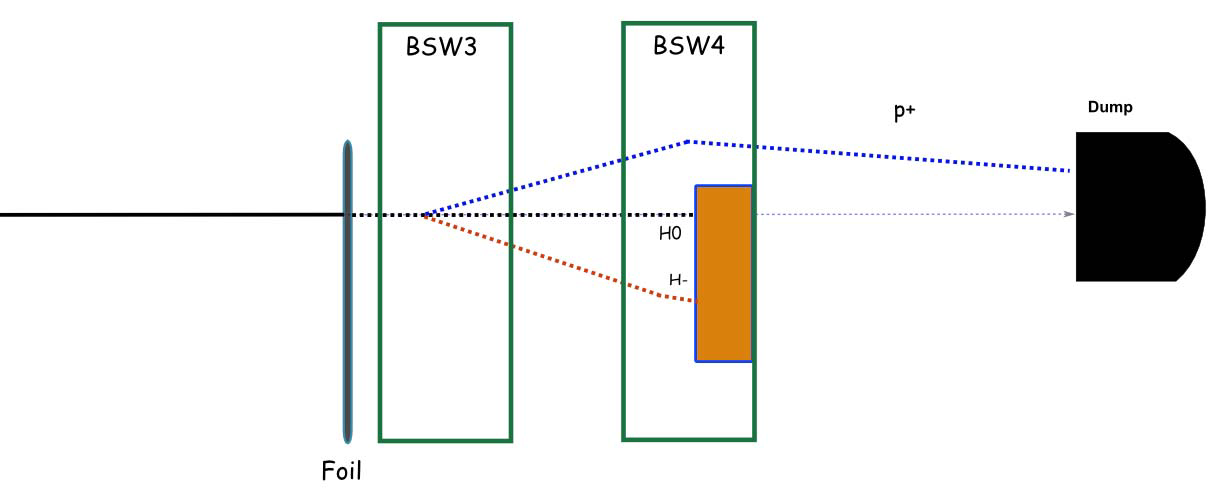 BSW3
BSW4
p+
Dump
H0
H-
Foil